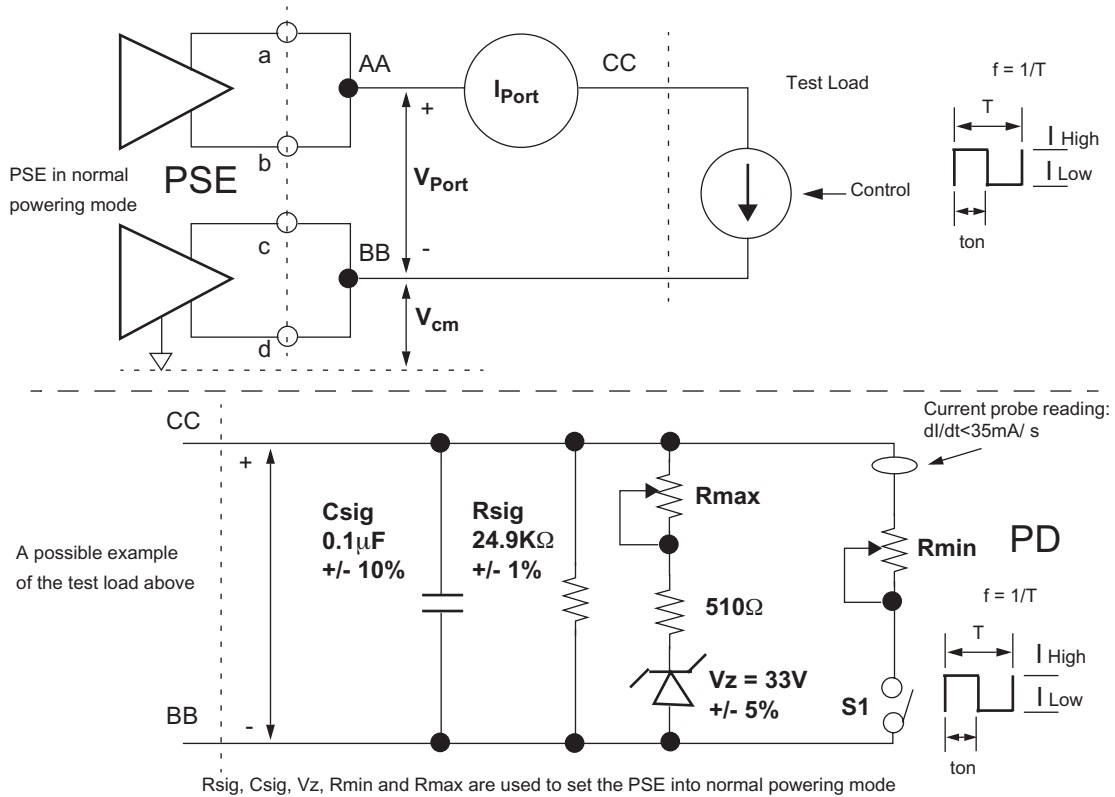 a
AA
CC
I Port
Test Load
f = 1/T
T
I High
I Low
ton
+
b
PSE in normal
powering mode
PSE
V Port
Control
c
BB
-
V cm
d
CC
Current probe reading:
dI/dt<35mA/ s
+
Rmax
Csig
0.1μF
+/- 10%
Rsig
24.9KΩ
+/- 1%
Rmin
PD
A possible example
of the test load above
510Ω
f = 1/T
T
I High
I Low
ton
Vz = 33V
+/- 5%
S1
BB
-
Rsig, Csig, Vz, Rmin and Rmax are used to set the PSE into normal powering mode